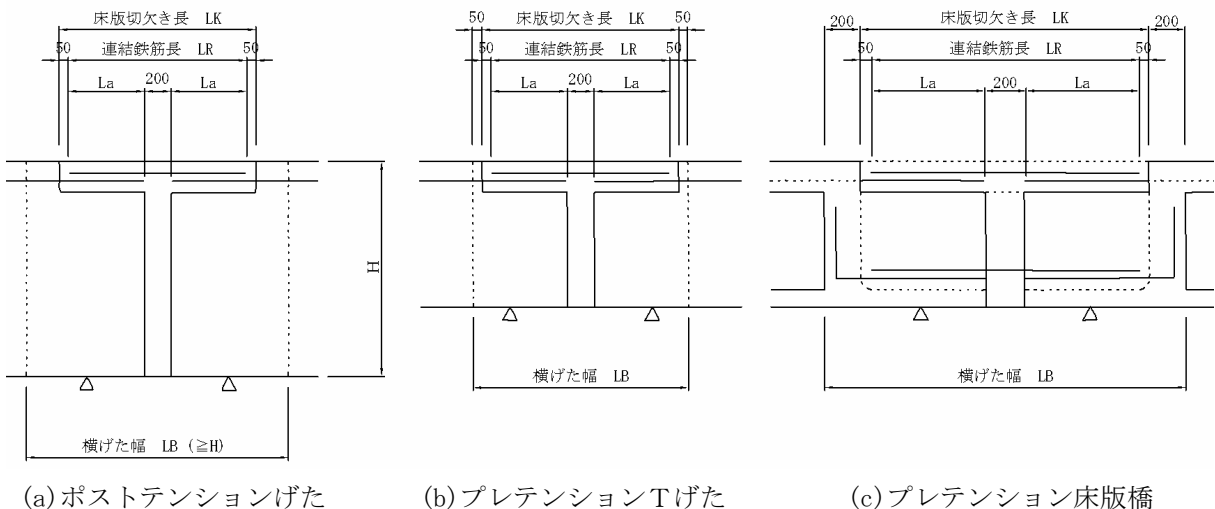 床版切欠き長 LK
50 連結鉄筋長 LR 50
La 200 La
H
横げた幅 LB (≧H)
(a)ポストテンションげた
50 床版切欠き長 LK 50
50 連結鉄筋長 LR 50
La 200 La
横げた幅 LB
(b)プレテンションTげた
200 床版切欠き長 LK 200
50 連結鉄筋長 LR 50
La 200 La
横げた幅 LB
(c)プレテンション床版橋